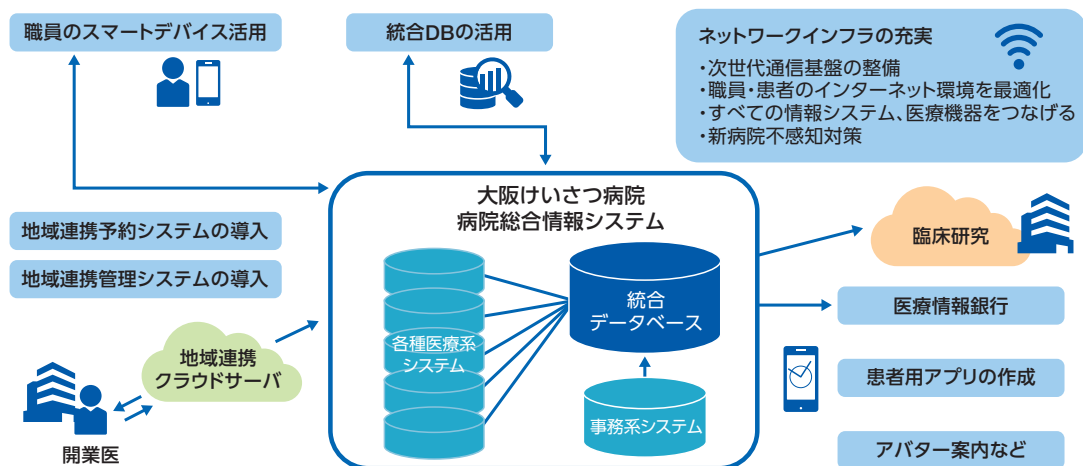 職員のスマートデバイス活用
統合DBの活用
ネットワークインフラの充実
・次世代通信基盤の整備
・職員・患者のインターネット環境を最適化
・すべての情報システム、医療機器をつなげる
・新病院不感知対策
大阪けいさつ病院
病院総合情報システム
地域連携予約システムの導入
地域連携管理システムの導入
地域連携
クラウドサーバ
開業医
各種医療系
システム
統合
データベース
事務系システム
臨床研究
医療情報銀行
患者用アプリの作成
アバター案内など